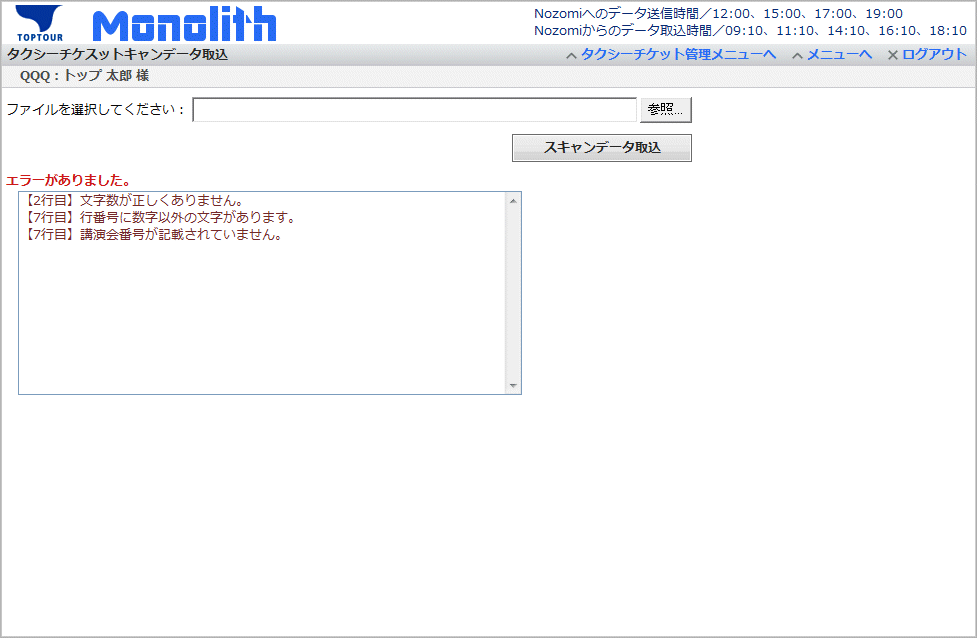 TOPTOUR
Monolith
Nozomiへのデータ送信時間／12:00、15:00、17:00、19:00
Nozomiからのデータ取込時間／09:10、11:10、14:10、16:10、18:10
タクシーチケスットキャンデータ取込
へ タクシーチケット管理メニューへ へ メニューへ ✕ ログアウト
QQQ：トップ 太郎 様
ファイルを選択してください： 参照...
スキャンデータ取込
エラーがありました。
【2行目】文字数が正しくありません。
【7行目】行番号に数字以外の文字があります。
【7行目】講演会番号が記載されていません。